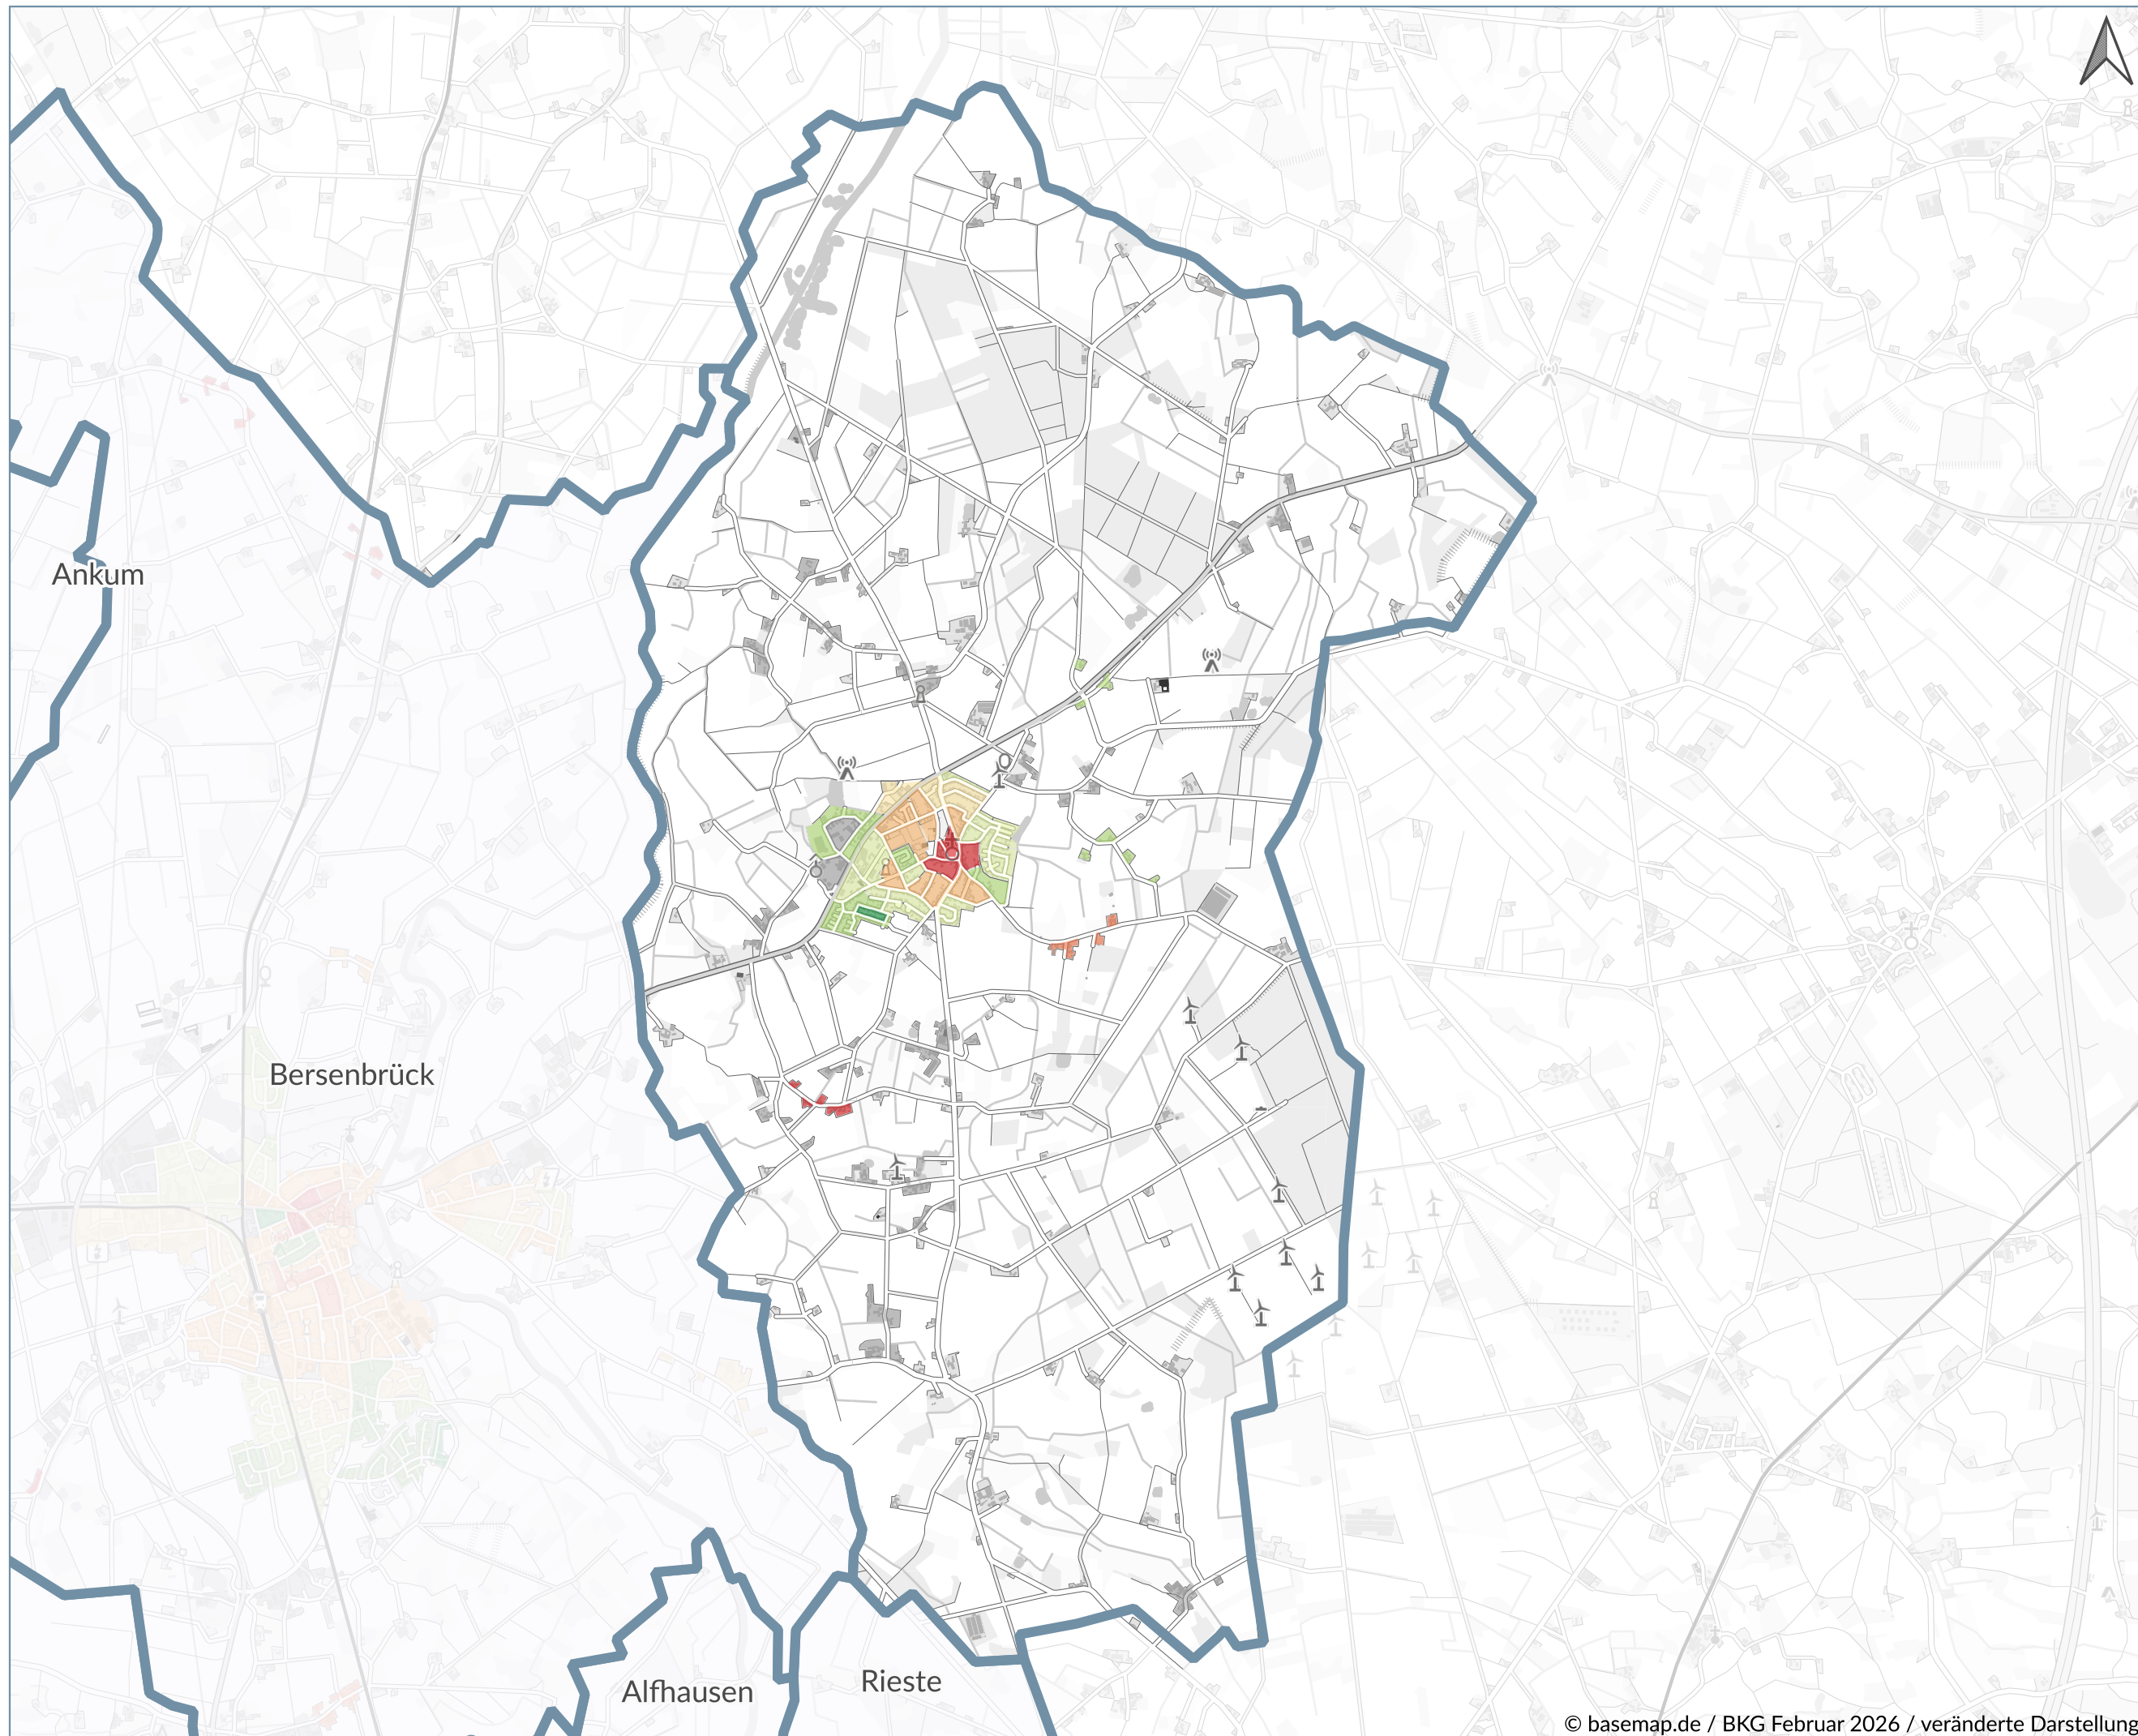 Ankum
Bersenbrück
Rieste
Alfhausen
© basemap.de / BKG Februar 2026 / veränderte Darstellung